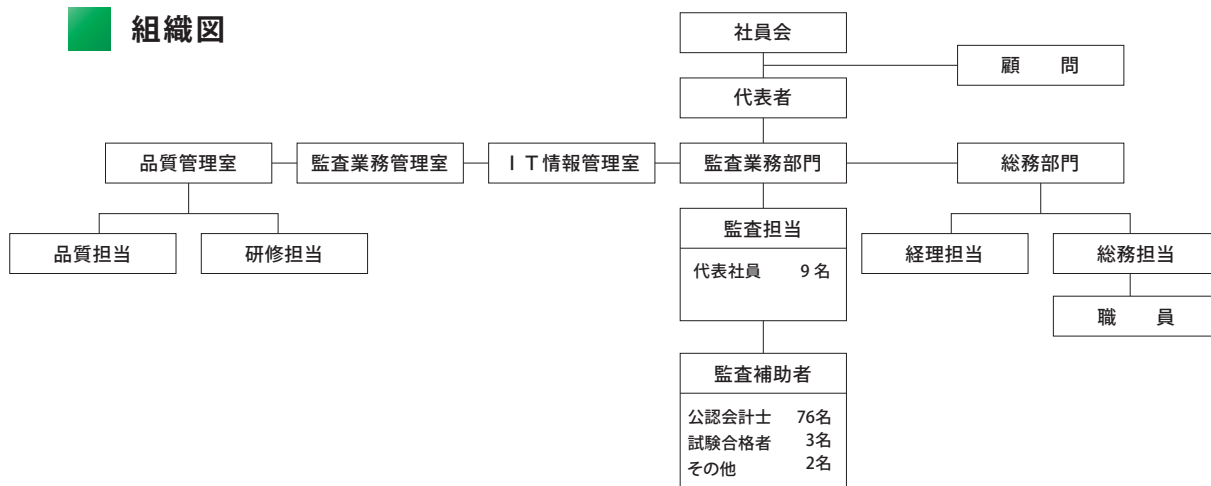 組織図
社員会
顧　問
代表者
品質管理室
監査業務管理室
ＩＴ情報管理室
監査業務部門
総務部門
品質担当
研修担当
監査担当
代表社員 9名
経理担当
総務担当
職　員
監査補助者
公認会計士 76名
試験合格者 3名
その他 2名